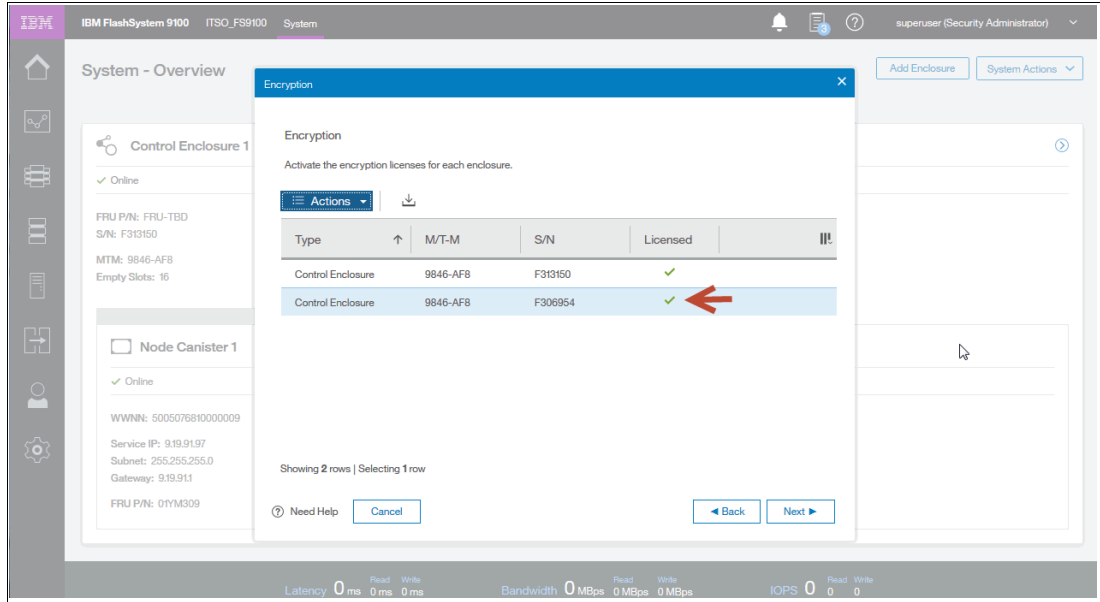 IBM
IBM FlashSystem 9100 ITSO_FS9100 System
3
superuser (Security Administrator)
System - Overview
Add Enclosure
System Actions
Control Enclosure 1
Online
FRU P/N: FRU-TBD
S/N: F313150
MTM: 9846-AF8
Empty Slots: 16
Node Canister 1
Online
WWNN: 5005076810000009
Service IP: 9.19.91.97
Subnet: 255.255.255.0
Gateway: 9.19.91.1
FRU P/N: 01YM309
Encryption
Encryption
Activate the encryption licenses for each enclosure.
Actions
Type M/T-M S/N Licensed
Control Enclosure 9846-AF8 F313150
Control Enclosure 9846-AF8 F306954
Showing 2 rows | Selecting 1 row
Need Help
Cancel
Back
Next
Read Write
Latency 0 ms 0 ms 0 ms
Read Write
Bandwidth 0 MBps 0 MBps 0 MBps
Read Write
IOPS 0 0 0